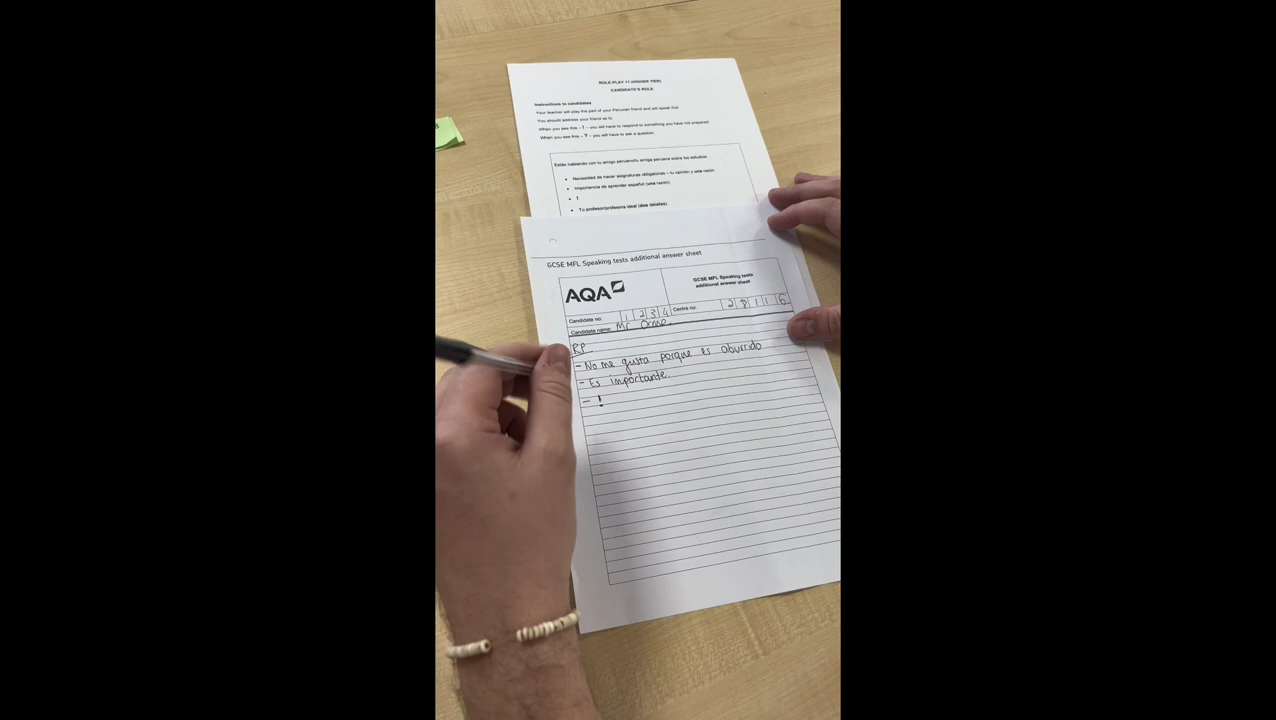 ROLE-PLAY 11 (HIGHER TIER)
CANDIDATE'S ROLE
Instructions to candidates
Your teacher will play the part of your Peruvian friend and will speak first.
You should address your friend as tú.
When you see this – ! – you will have to respond to something you have not prepared
When you see this – ? – you will have to ask a question
Estás hablando con tu amigo peruano/tu amiga peruana sobre los estudios
• Necesidad de hacer asignaturas obligatorias – tu opinión y una razón
• Importancia de aprender español (una razón)
• !
• Tu profesor/profesora ideal (dos detalles)
GCSE MFL Speaking tests additional answer sheet
AQA
GCSE MFL Speaking tests
additional answer sheet
Candidate no: 1 2 3 4 Centre no: 2 8 1 1 6
Candidate name: Mr Orme
RP
- No me gusta porque es aburrido
- Es importante.
- !